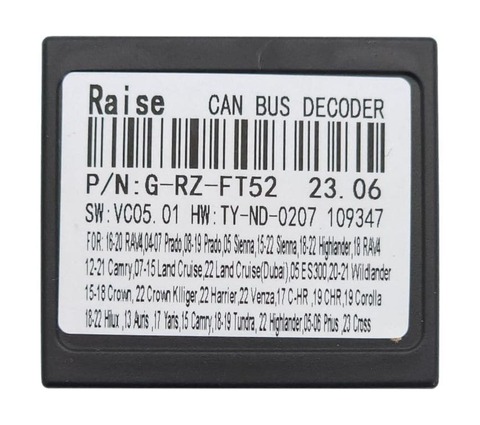 Raise CAN BUS DECODER
P/N:G-RZ-FT52 23.06
SW:VC05.01 HW:TY-ND-0207 109347
FOR: 16-20 RAV4,04-07 Prado,08-19 Prado,05 Sienna,15-22 Sienna,18-22 Highlander,18 RAV4
12-21 Camry,07-15 Land Cruise,22 Land Cruise(Dubai),05 ES300,20-21 Wildlander
15-18 Crown, 22 Crown Klliger, 22 Harrier, 22 Venza,17 C-HR ,19 CHR,19 Corolla
18-22 Hilux ,13 Auris ,17 Yaris,15 Camry,18-19 Tundra, 22 Highlander,05-06 Prius ,23 Cross